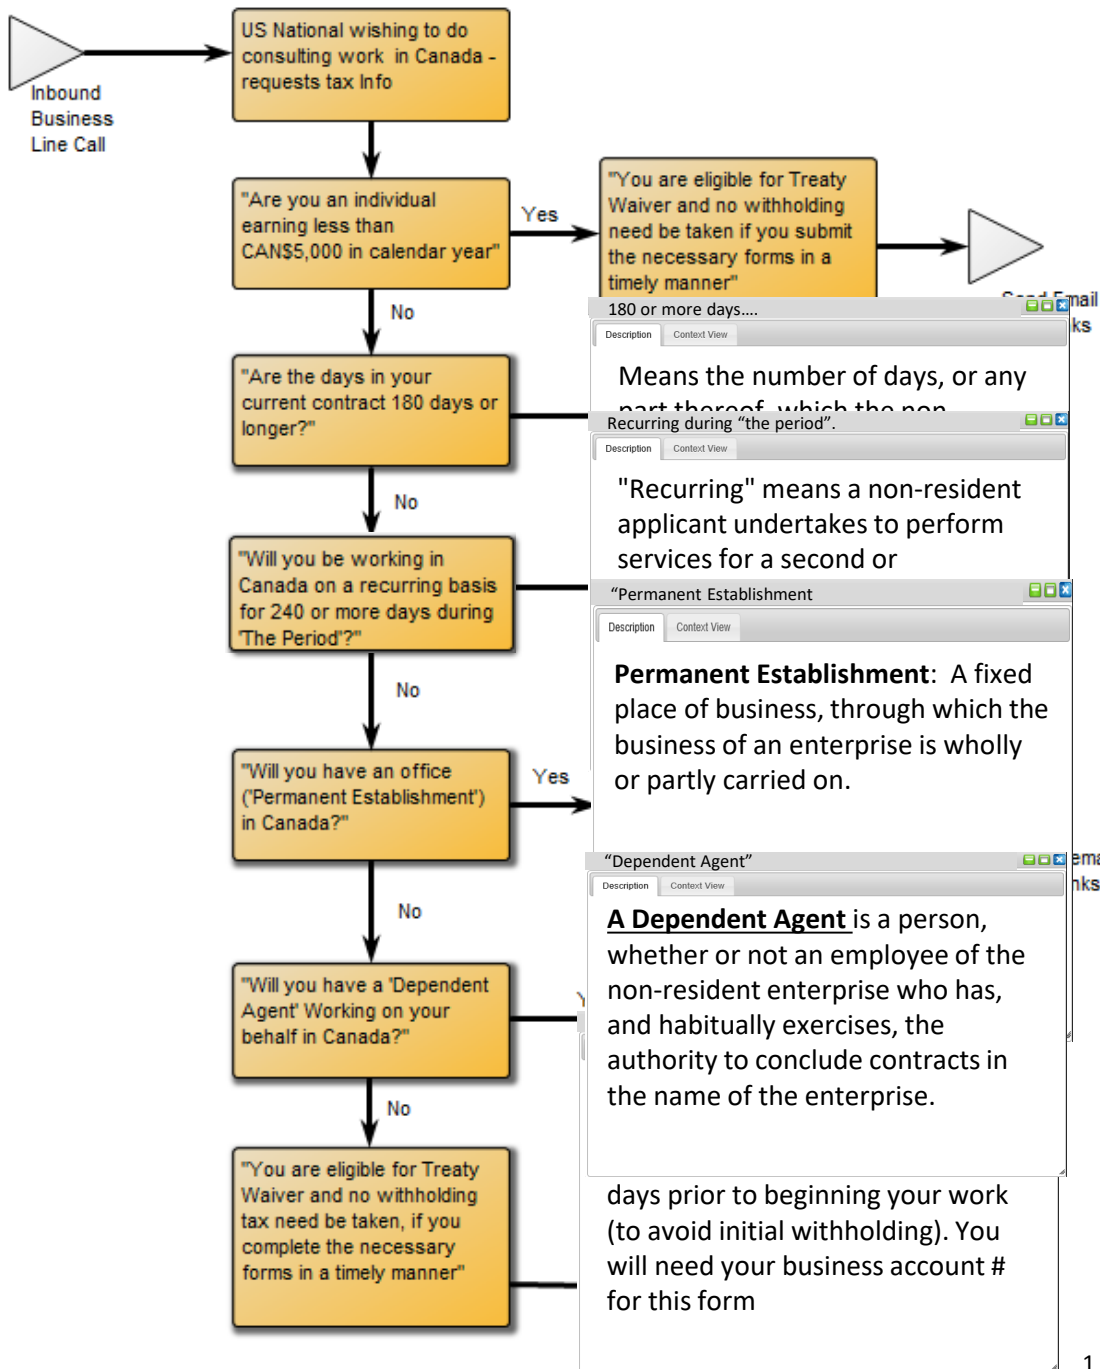 US National wishing to do
consulting work in Canada -
requests tax Info
Inbound
Business
Line Call
"Are you an individual
earning less than
CAN$5,000 in calendar year"
Yes
"You are eligible for Treaty
Waiver and no withholding
need be taken if you submit
the necessary forms in a
timely manner"
Email
ks
No
180 or more days....
Description Context View
Means the number of days, or any
part thereof, which the non
"Are the days in your
current contract 180 days or
longer?"
No
Recurring during “the period”.
Description Context View
"Recurring" means a non-resident
applicant undertakes to perform
services for a second or
"Will you be working in
Canada on a recurring basis
for 240 or more days during
'The Period'?"
No
“Permanent Establishment
Description Context View
Permanent Establishment: A fixed
place of business, through which the
business of an enterprise is wholly
or partly carried on.
"Will you have an office
('Permanent Establishment')
in Canada?"
Yes
No
“Dependent Agent”
Description Context View
ema
nks
A Dependent Agent is a person,
whether or not an employee of the
non-resident enterprise who has,
and habitually exercises, the
authority to conclude contracts in
the name of the enterprise.
"Will you have a 'Dependent
Agent' Working on your
behalf in Canada?"
No
"You are eligible for Treaty
Waiver and no withholding
tax need be taken, if you
complete the necessary
forms in a timely manner"
days prior to beginning your work
(to avoid initial withholding). You
will need your business account #
for this form
1